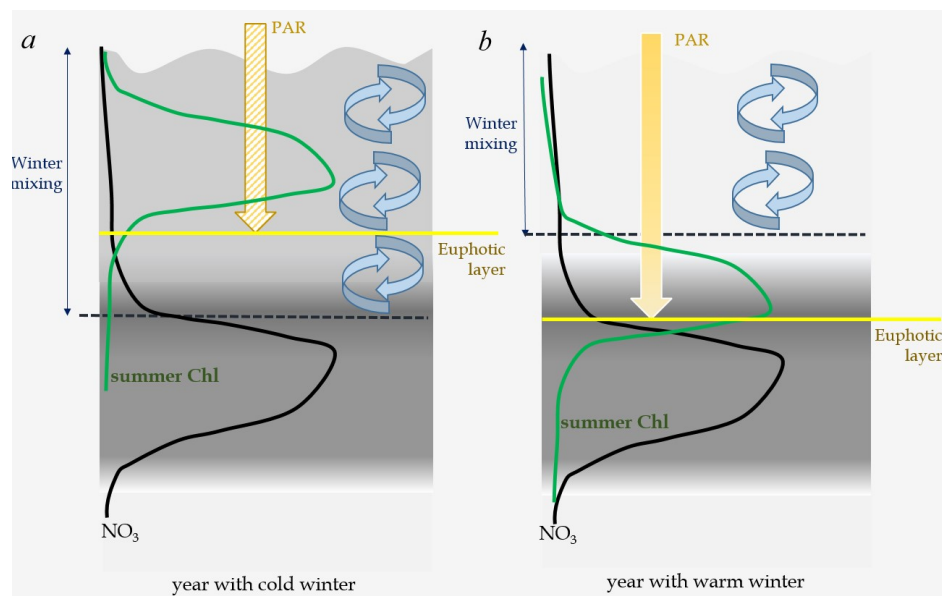 a
PAR
Winter
mixing
Euphotic
layer
summer Chl
NO₃
year with cold winter
b
PAR
Winter
mixing
Euphotic
layer
summer Chl
NO₃
year with warm winter